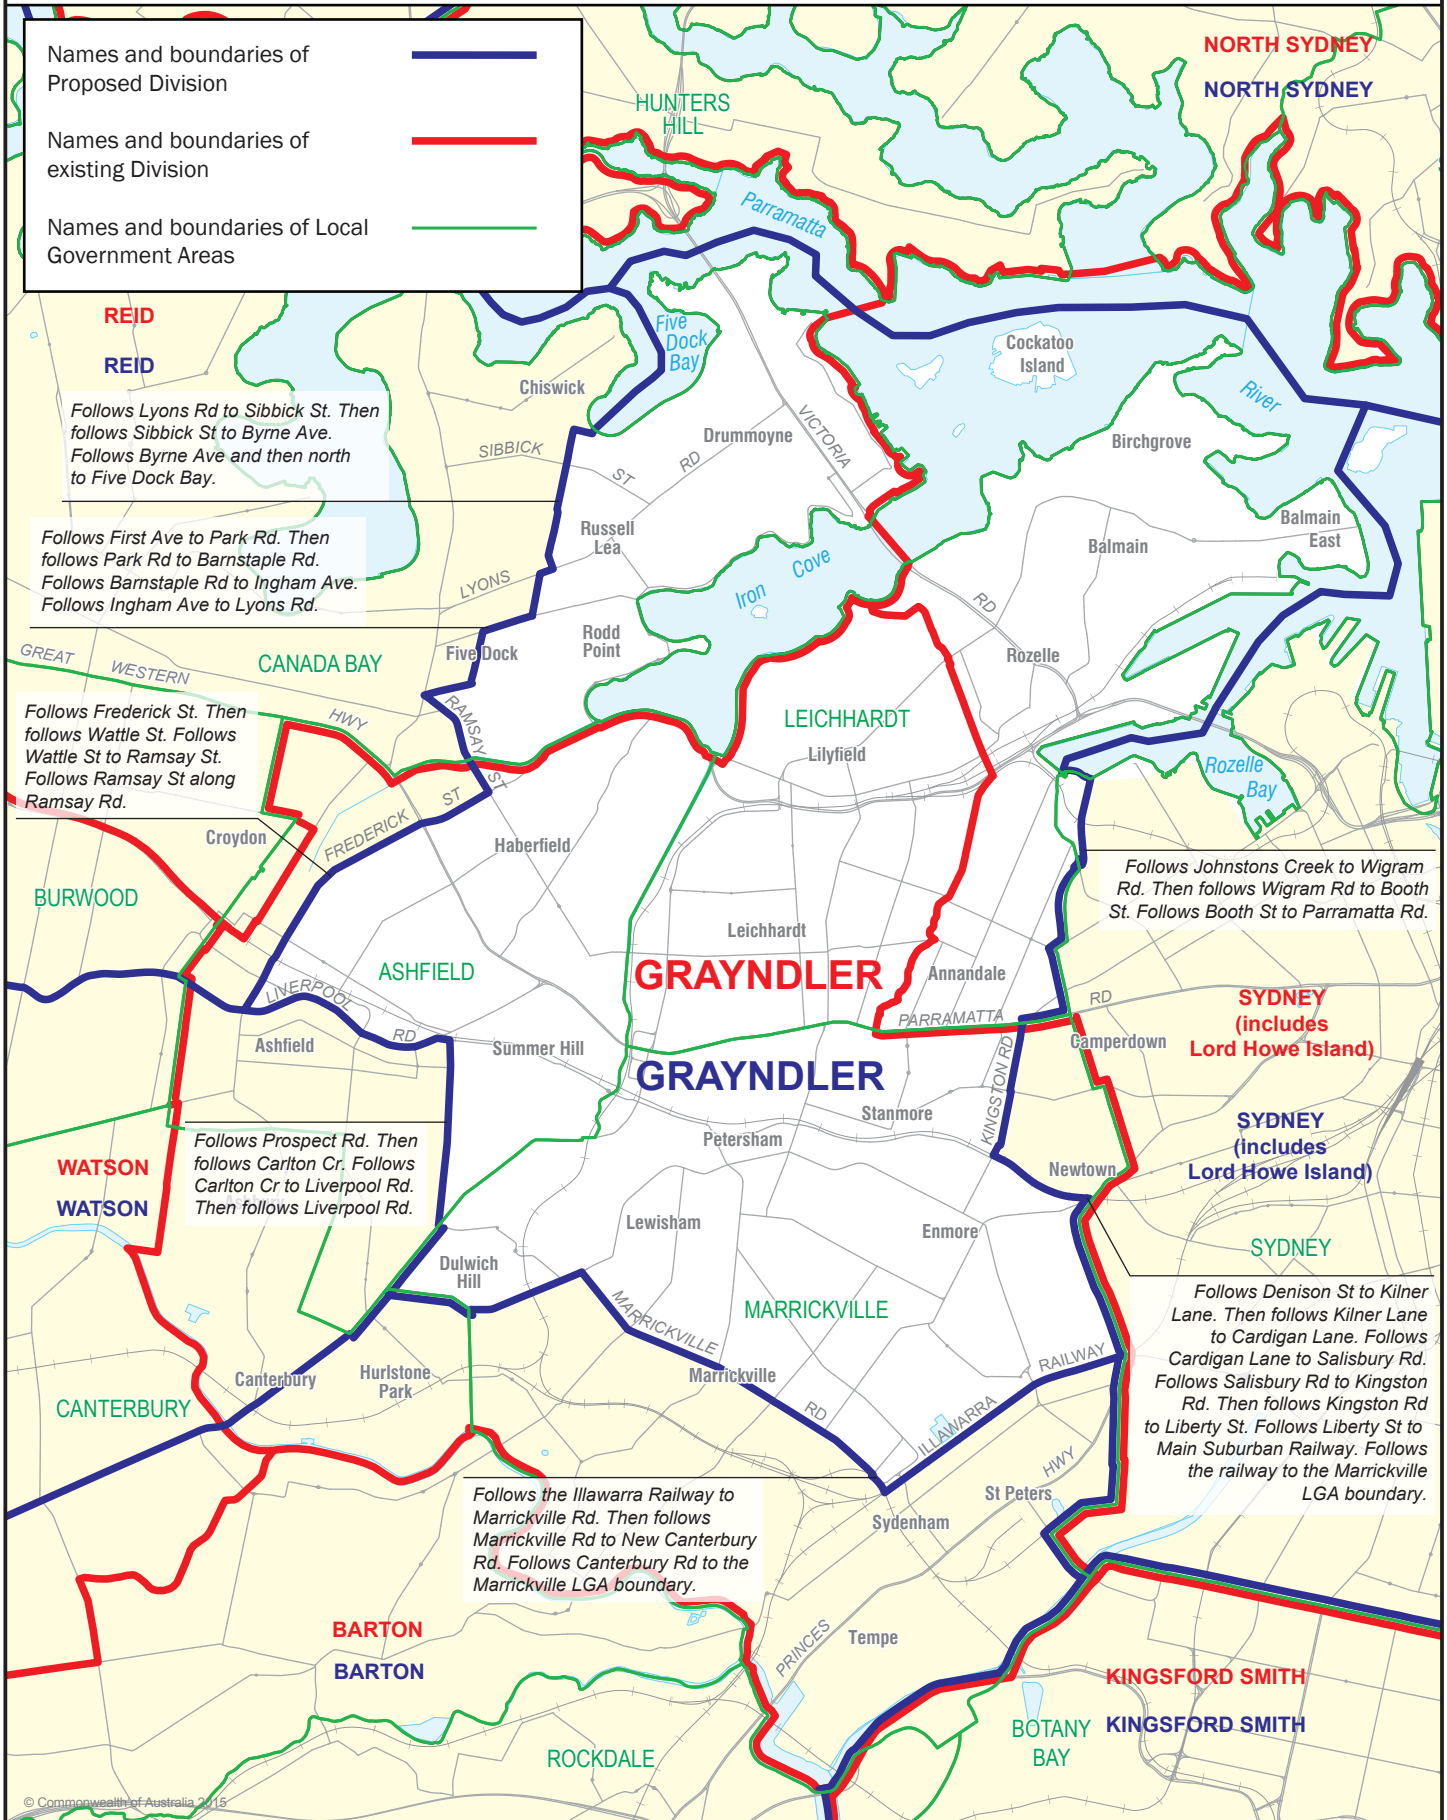 Names and boundaries of
Proposed Division
Names and boundaries of
existing Division
Names and boundaries of Local
Government Areas
NORTH SYDNEY
NORTH SYDNEY
HUNTERS
HILL
Parramatta
REID
REID
Five
Dock
Bay
Cockatoo
Island
River
Chiswick
Follows Lyons Rd to Sibbick St. Then
follows Sibbick St to Byrne Ave.
Follows Byrne Ave and then north
to Five Dock Bay.
SIBBICK
ST
Drummoyne
RD
VICTORIA
Birchgrove
Russell
Lea
Balmain
Balmain
East
Follows First Ave to Park Rd. Then
follows Park Rd to Barnstaple Rd.
Follows Barnstaple Rd to Ingham Ave.
Follows Ingham Ave to Lyons Rd.
LYONS
Iron
Cove
RD
GREAT
WESTERN
HWY
CANADA BAY
Five Dock
Rodd
Point
Rozelle
Follows Frederick St. Then
follows Wattle St. Follows
Wattle St to Ramsay St.
Follows Ramsay St along
Ramsay Rd.
RAMSAY
ST
LEICHHARDT
Lilyfield
Rozelle
Bay
FREDERICK
ST
Croydon
Haberfield
BURWOOD
Follows Johnstons Creek to Wigram
Rd. Then follows Wigram Rd to Booth
St. Follows Booth St to Parramatta Rd.
Leichhardt
ASHFIELD
GRAYNDLER
Annandale
LIVERPOOL
RD
PARRAMATTA
RD
SYDNEY
(includes
Lord Howe Island)
Ashfield
Summer Hill
Camperdown
GRAYNDLER
KINGSTON RD
Stanmore
Petersham
SYDNEY
(includes
Lord Howe Island)
Follows Prospect Rd. Then
follows Carlton Cr. Follows
Carlton Cr to Liverpool Rd.
Then follows Liverpool Rd.
Ashbury
WATSON
WATSON
Newtown
Lewisham
Enmore
SYDNEY
Dulwich
Hill
MARRICKVILLE
MARRICKVILLE
RD
RAILWAY
ILLAWARRA
Follows Denison St to Kilner
Lane. Then follows Kilner Lane
to Cardigan Lane. Follows
Cardigan Lane to Salisbury Rd.
Follows Salisbury Rd to Kingston
Rd. Then follows Kingston Rd
to Liberty St. Follows Liberty St to
Main Suburban Railway. Follows
the railway to the Marrickville
LGA boundary.
Canterbury
Hurlstone
Park
Marrickville
CANTERBURY
HWY
St Peters
Sydenham
Follows the Illawarra Railway to
Marrickville Rd. Then follows
Marrickville Rd to New Canterbury
Rd. Follows Canterbury Rd to the
Marrickville LGA boundary.
BARTON
BARTON
PRINCES
Tempe
KINGSFORD SMITH
KINGSFORD SMITH
BOTANY
BAY
ROCKDALE
© Commonwealth of Australia 2015